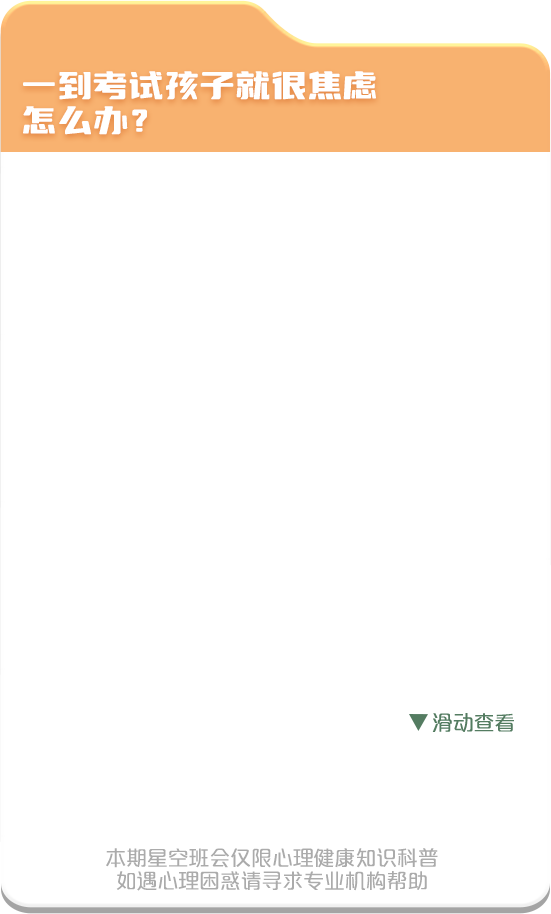 一到考试孩子就很焦虑
怎么办？
▼滑动查看
本期星空班会仅限心理健康知识科普
如遇心理困惑请寻求专业机构帮助